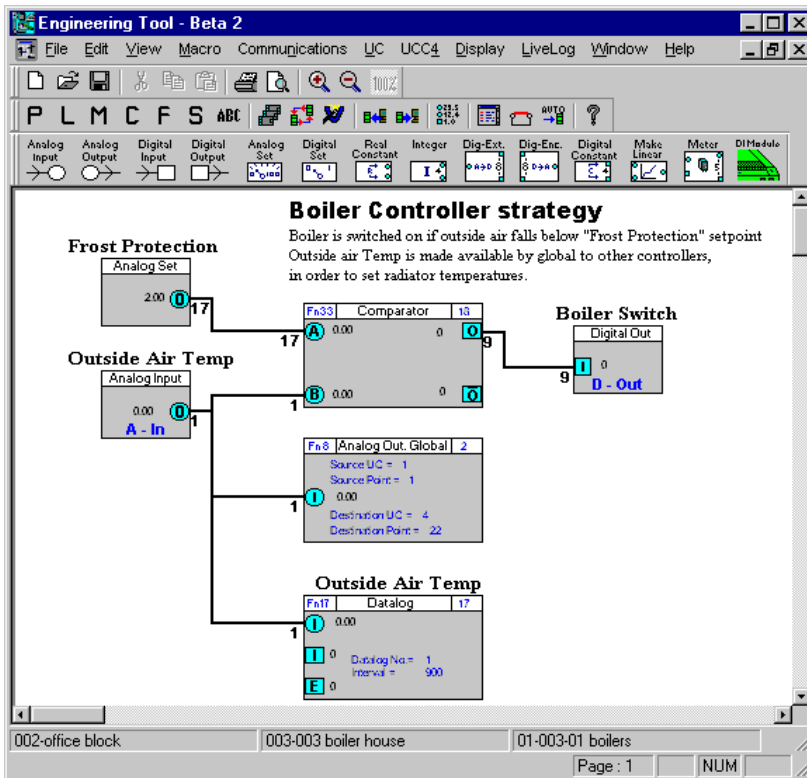 Engineering Tool - Beta 2
File Edit View Macro Communications UC UCC4 Display LiveLog Window Help
100%
P L M C F S ABC AUTO ?
Analog Input Analog Output Digital Input Digital Output Analog Set Digital Set Real Constant Integer Dig-Ext. Dig-Enc. Digital Constant Make Linear Meter DI Module
Boiler Controller strategy
Boiler is switched on if outside air falls below "Frost Protection" setpoint
Outside air Temp is made available by global to other controllers,
in order to set radiator temperatures.
Frost Protection
Analog Set
2.00 O
17
Fn33 Comparator 18
17 A 0.00 0 O 9
1 B 0.00 0 O
Boiler Switch
Digital Out
I 0
9 D - Out
Outside Air Temp
Analog Input
0.00 O
A - In 1
Fn8 Analog Out. Global 2
Source UC = 1
Source Point = 1
1 I 0.00
Destination UC = 4
Destination Point = 22
Outside Air Temp
Fn17 Datalog 17
1 I 0.00
I 0 Datalog No.= 1
Interval = 900
E 0
002-office block 003-003 boiler house 01-003-01 boilers
Page : 1 NUM